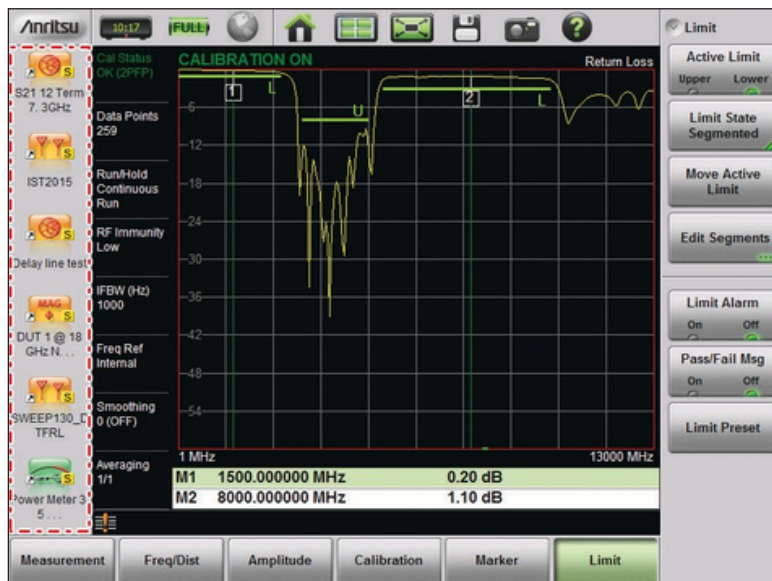 Anritsu
10:17
FULL
Limit
S21 12 Term
7. 3GHz
IST2015
Delay line test
MAG
DUT 1 @ 18
GHz N. . .
SWEEP130_D
TFRL
Power Meter 3
5 . . .
Cal Status
OK (2PFP)
Data Points
259
Run/Hold
Continuous
Run
RF Immunity
Low
IFBW (Hz)
1000
Freq Ref
Internal
Smoothing
0 (OFF)
Averaging
1/1
CALIBRATION ON
Return Loss
1
L
U
2
L
-6
-12
-18
-24
-30
-36
-42
-48
-54
1 MHz
13000 MHz
M1 1500.000000 MHz 0.20 dB
M2 8000.000000 MHz 1.10 dB
Active Limit
Upper Lower
Limit State
Segmented
Move Active
Limit
Edit Segments
Limit Alarm
On Off
Pass/Fail Msg
On Off
Limit Preset
Measurement
Freq/Dist
Amplitude
Calibration
Marker
Limit